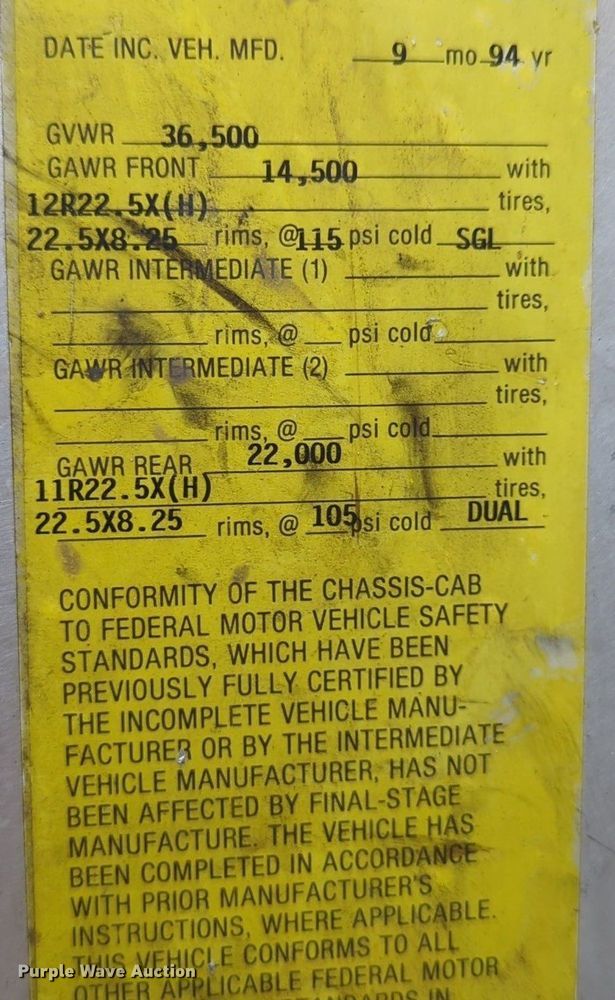 DATE INC. VEH. MFD. 9 mo 94 yr
GVWR 36,500
GAWR FRONT 14,500 with
12R22.5X(H) tires,
22.5X8.25 rims, @ 115 psi cold SGL
GAWR INTERMEDIATE (1) with
tires,
rims, @ psi cold
GAWR INTERMEDIATE (2) with
tires,
rims, @ psi cold
GAWR REAR 22,000 with
11R22.5X(H) tires,
22.5X8.25 rims, @ 105 psi cold DUAL
CONFORMITY OF THE CHASSIS-CAB
TO FEDERAL MOTOR VEHICLE SAFETY
STANDARDS, WHICH HAVE BEEN
PREVIOUSLY FULLY CERTIFIED BY
THE INCOMPLETE VEHICLE MANU-
FACTURER OR BY THE INTERMEDIATE
VEHICLE MANUFACTURER, HAS NOT
BEEN AFFECTED BY FINAL-STAGE
MANUFACTURE. THE VEHICLE HAS
BEEN COMPLETED IN ACCORDANCE
WITH PRIOR MANUFACTURER'S
INSTRUCTIONS, WHERE APPLICABLE.
THIS VEHICLE CONFORMS TO ALL
OTHER APPLICABLE FEDERAL MOTOR
STANDARDS IN
Purple Wave Auction